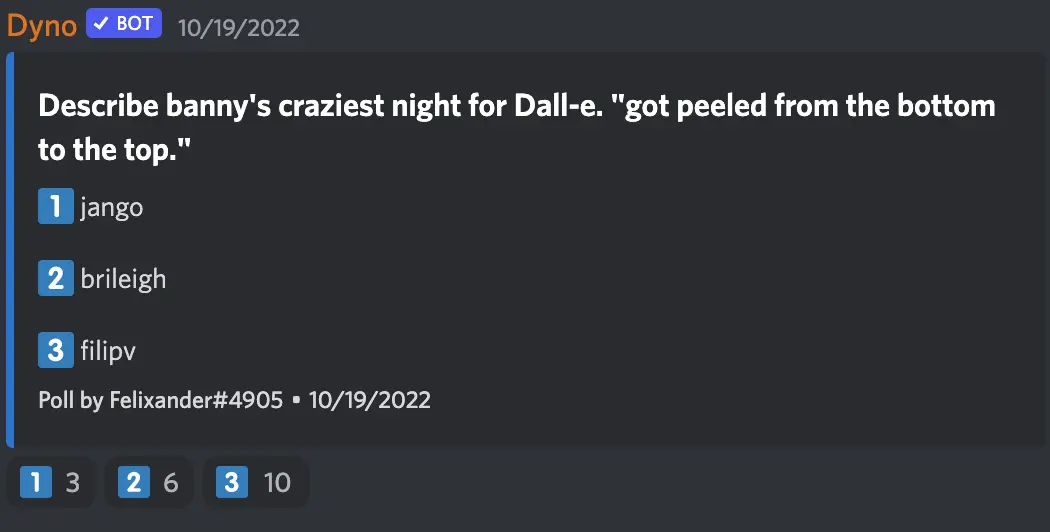 Dyno ✓ BOT 10/19/2022
Describe banny's craziest night for Dall-e. "got peeled from the bottom
to the top."
1 jango
2 brileigh
3 filipv
Poll by Felixander#4905 • 10/19/2022
1 3 2 6 3 10